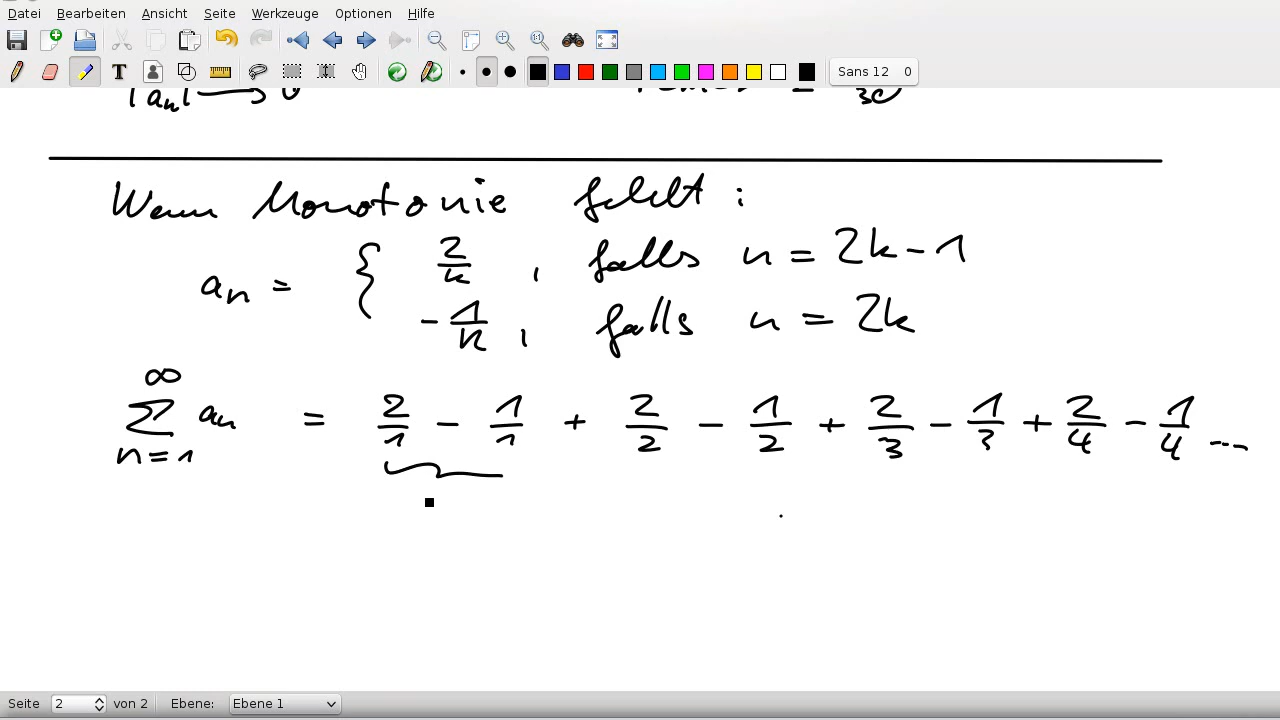 Datei Bearbeiten Ansicht Seite Werkzeuge Optionen Hilfe
T Sans 12 0
|a_n| → 0
Wenn Monotonie fehlt :
a_n = { 2/k , falls n = 2k - 1
- 1/k , falls n = 2k
∞
Σ a_n = 2/1 - 1/1 + 2/2 - 1/2 + 2/3 - 1/3 + 2/4 - 1/4 ...
n = 1
Seite 2 von 2 Ebene: Ebene 1